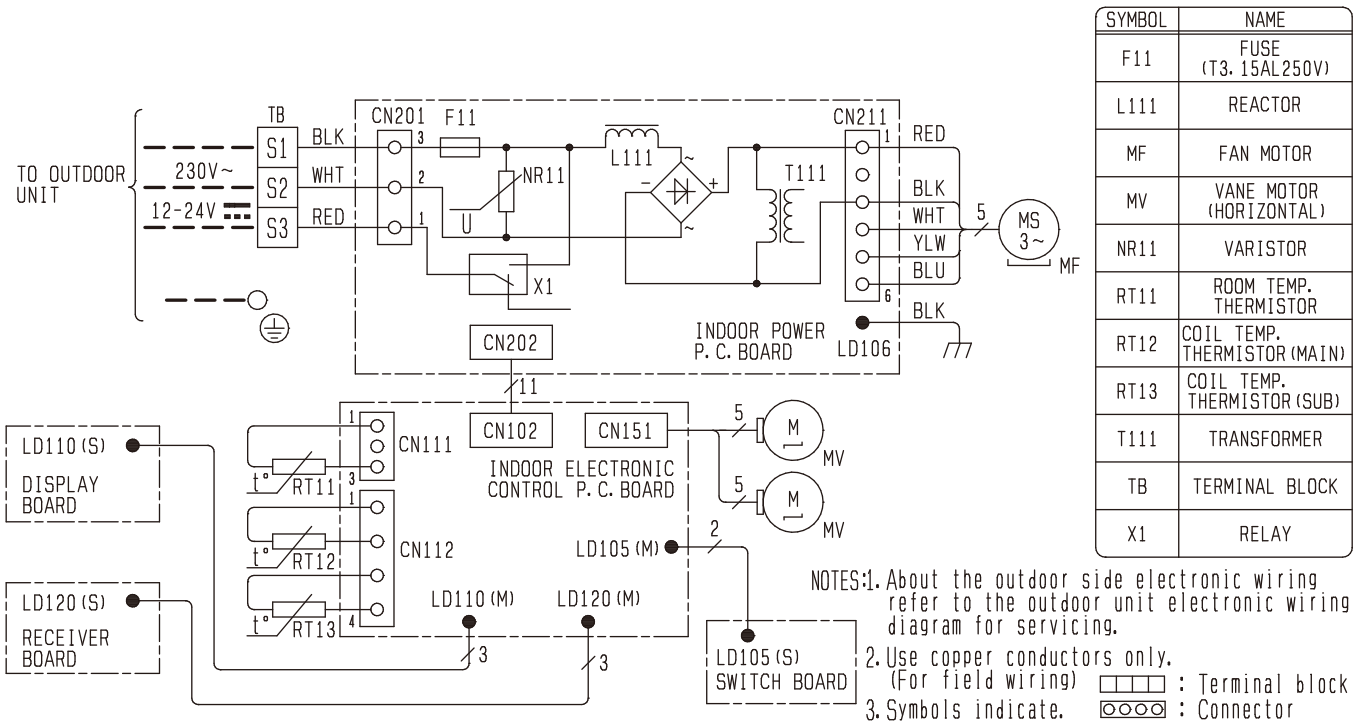 SYMBOL NAME
F11 FUSE
(T3.15AL250V)
L111 REACTOR
MF FAN MOTOR
MV VANE MOTOR
(HORIZONTAL)
NR11 VARISTOR
RT11 ROOM TEMP.
THERMISTOR
RT12 COIL TEMP.
THERMISTOR(MAIN)
RT13 COIL TEMP.
THERMISTOR(SUB)
T111 TRANSFORMER
TB TERMINAL BLOCK
X1 RELAY
TO OUTDOOR
UNIT
230V~
12-24V
TB
S1
S2
S3
BLK
WHT
RED
CN201
3
2
1
F11
NR11
U
X1
L111
~
-
+
~
T111
CN211
1
6
RED
BLK
WHT
YLW
BLU
5
MS
3~
MF
BLK
LD106
INDOOR POWER
P.C.BOARD
CN202
11
CN102
CN151
5
M
MV
5
M
MV
INDOOR ELECTRONIC
CONTROL P.C.BOARD
1
CN111
3
t°
RT11
1
CN112
t°
RT12
4
t°
RT13
LD110(S)
DISPLAY
BOARD
LD120(S)
RECEIVER
BOARD
LD105(M)
2
LD110(M)
3
LD120(M)
3
LD105(S)
SWITCH BOARD
NOTES:1. About the outdoor side electronic wiring
refer to the outdoor unit electronic wiring
diagram for servicing.
2. Use copper conductors only.
(For field wiring)
3. Symbols indicate.
: Terminal block
: Connector